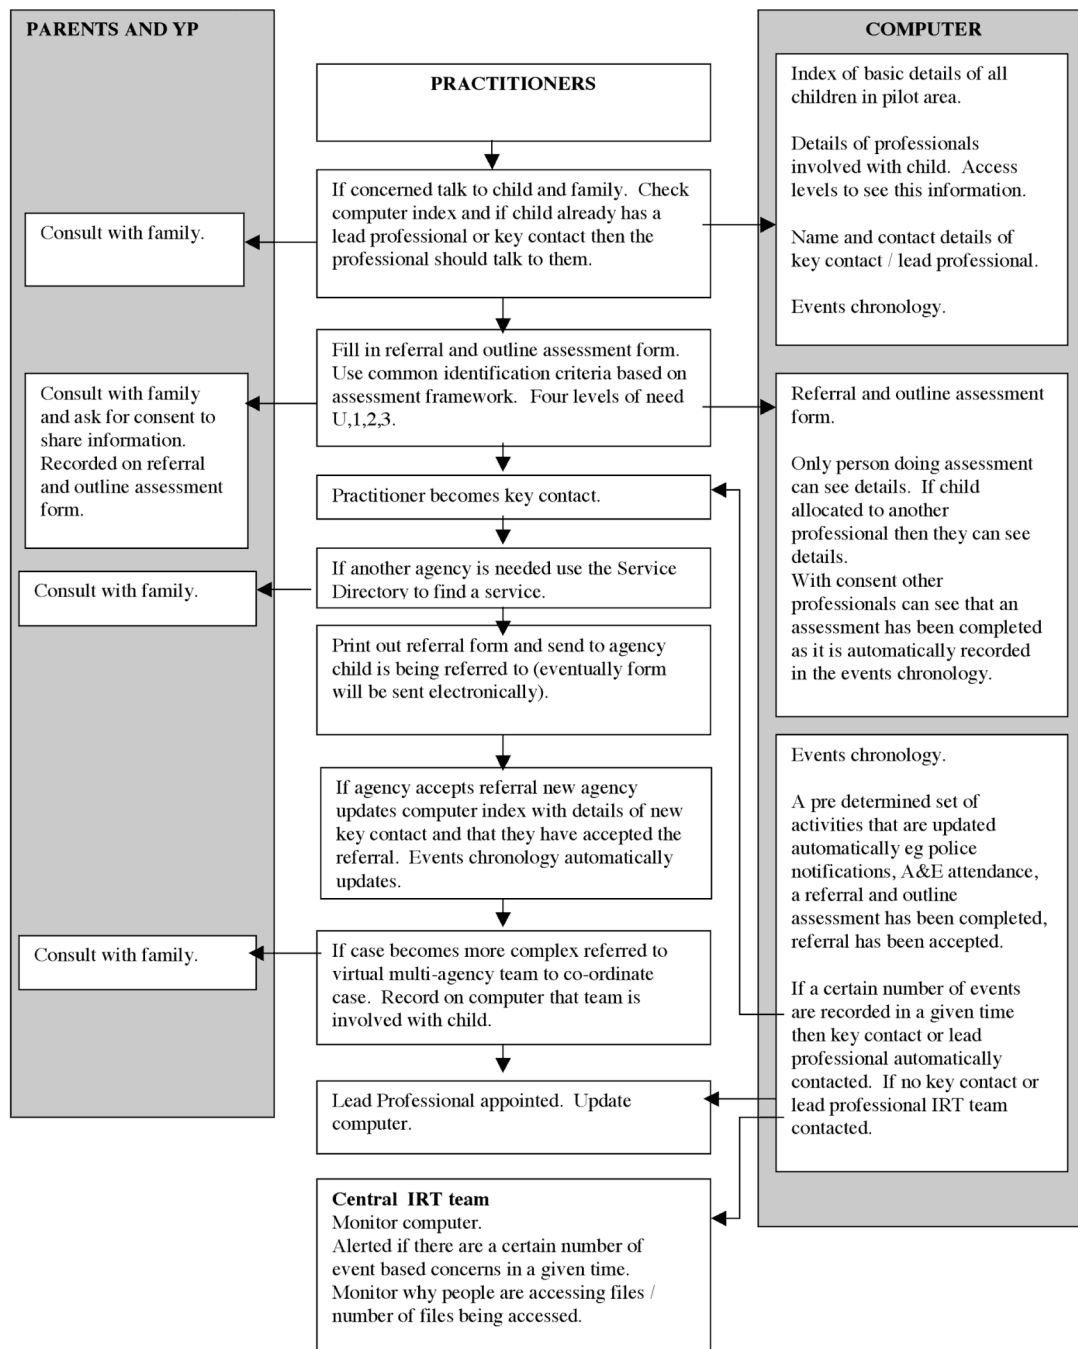 PARENTS AND YP
Consult with family.
Consult with family
and ask for consent to
share information.
Recorded on referral
and outline assessment
form.
Consult with family.
Consult with family.
PRACTITIONERS
If concerned talk to child and family.  Check
computer index and if child already has a
lead professional or key contact then the
professional should talk to them.
Fill in referral and outline assessment form.
Use common identification criteria based on
assessment framework.  Four levels of need
U,1,2,3.
Practitioner becomes key contact.
If another agency is needed use the Service
Directory to find a service.
Print out referral form and send to agency
child is being referred to (eventually form
will be sent electronically).
If agency accepts referral new agency
updates computer index with details of new
key contact and that they have accepted the
referral.  Events chronology automatically
updates.
If case becomes more complex referred to
virtual multi-agency team to co-ordinate
case.  Record on computer that team is
involved with child.
Lead Professional appointed.  Update
computer.
Central IRT team
Monitor computer.
Alerted if there are a certain number of
event based concerns in a given time.
Monitor why people are accessing files /
number of files being accessed.
COMPUTER
Index of basic details of all
children in pilot area.
Details of professionals
involved with child.  Access
levels to see this information.
Name and contact details of
key contact / lead professional.
Events chronology.
Referral and outline assessment
form.
Only person doing assessment
can see details.  If child
allocated to another
professional then they can see
details.
With consent other
professionals can see that an
assessment has been completed
as it is automatically recorded
in the events chronology.
Events chronology.
A pre determined set of
activities that are updated
automatically eg police
notifications, A&E attendance,
a referral and outline
assessment has been completed,
referral has been accepted.
If a certain number of events
are recorded in a given time
then key contact or lead
professional automatically
contacted.  If no key contact or
lead professional IRT team
contacted.